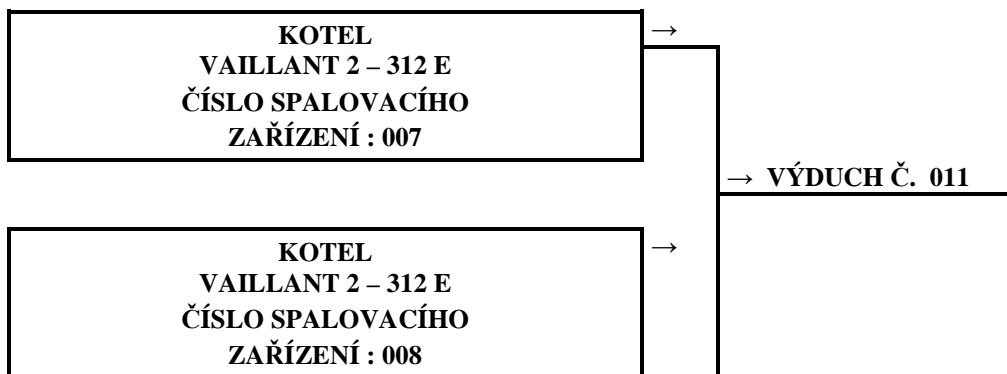 KOTEL
→
VAILLANT 2 – 312 E
ČÍSLO SPALOVACÍHO
ZAŘÍZENÍ : 007
→ VÝDUCH Č. 011
KOTEL
→
VAILLANT 2 – 312 E
ČÍSLO SPALOVACÍHO
ZAŘÍZENÍ : 008